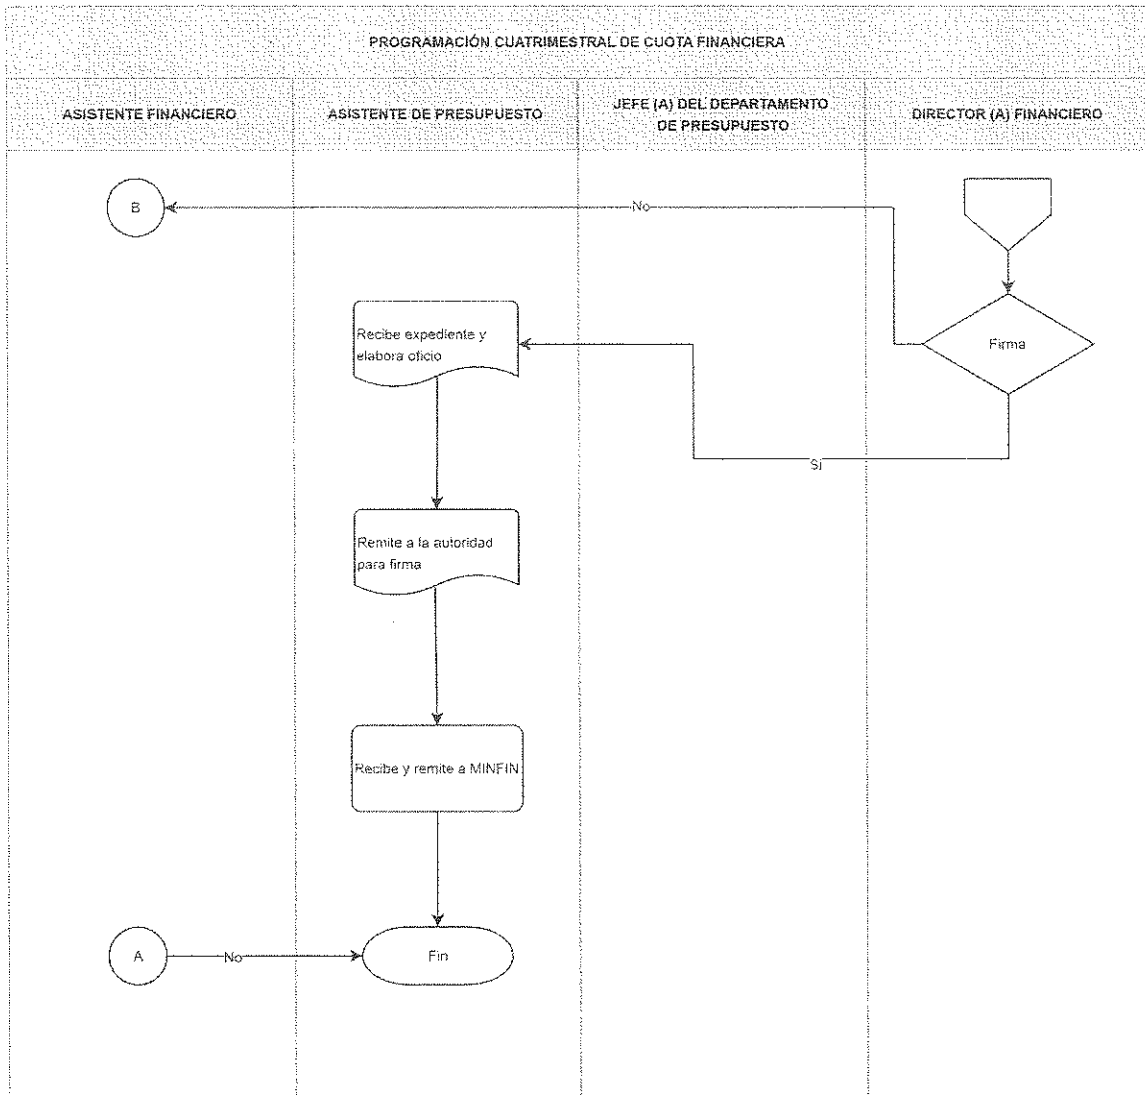 PROGRAMACIÓN CUATRIMESTRAL DE CUOTA FINANCIERA
ASISTENTE FINANCIERO
ASISTENTE DE PRESUPUESTO
JEFE (A) DEL DEPARTAMENTO
DE PRESUPUESTO
DIRECTOR (A) FINANCIERO
B
No
Recibe expediente y
elabora oficio
Firma
Si
Remite a la autoridad
para firma
Recibe y remite a MINFIN
A
No
Fin